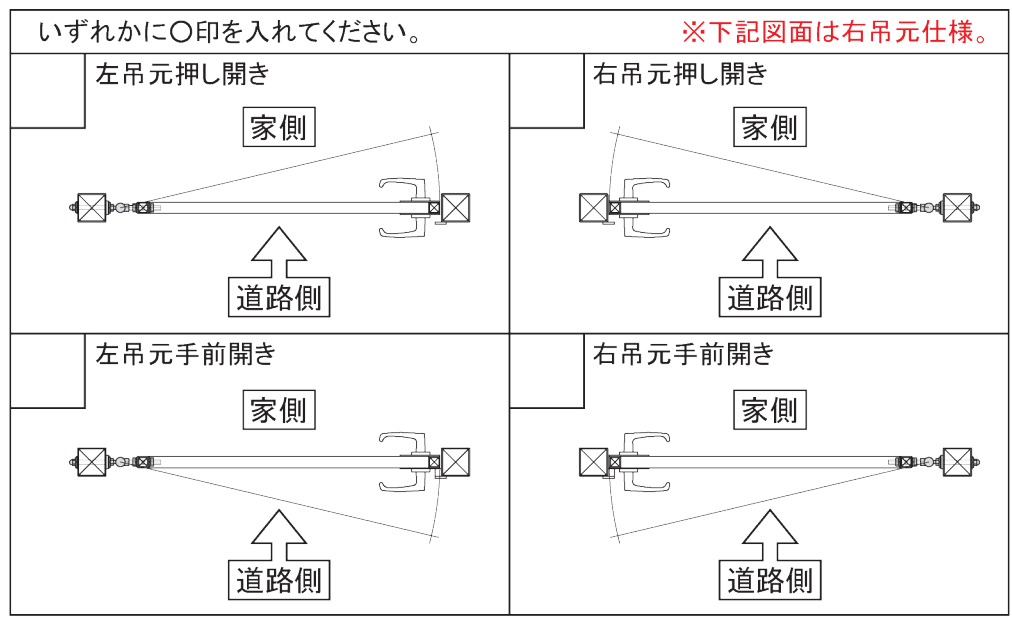 いずれかに〇印を入れてください。
※下記図面は右吊元仕様。
左吊元押し開き
家側
道路側
右吊元押し開き
家側
道路側
左吊元手前開き
家側
道路側
右吊元手前開き
家側
道路側